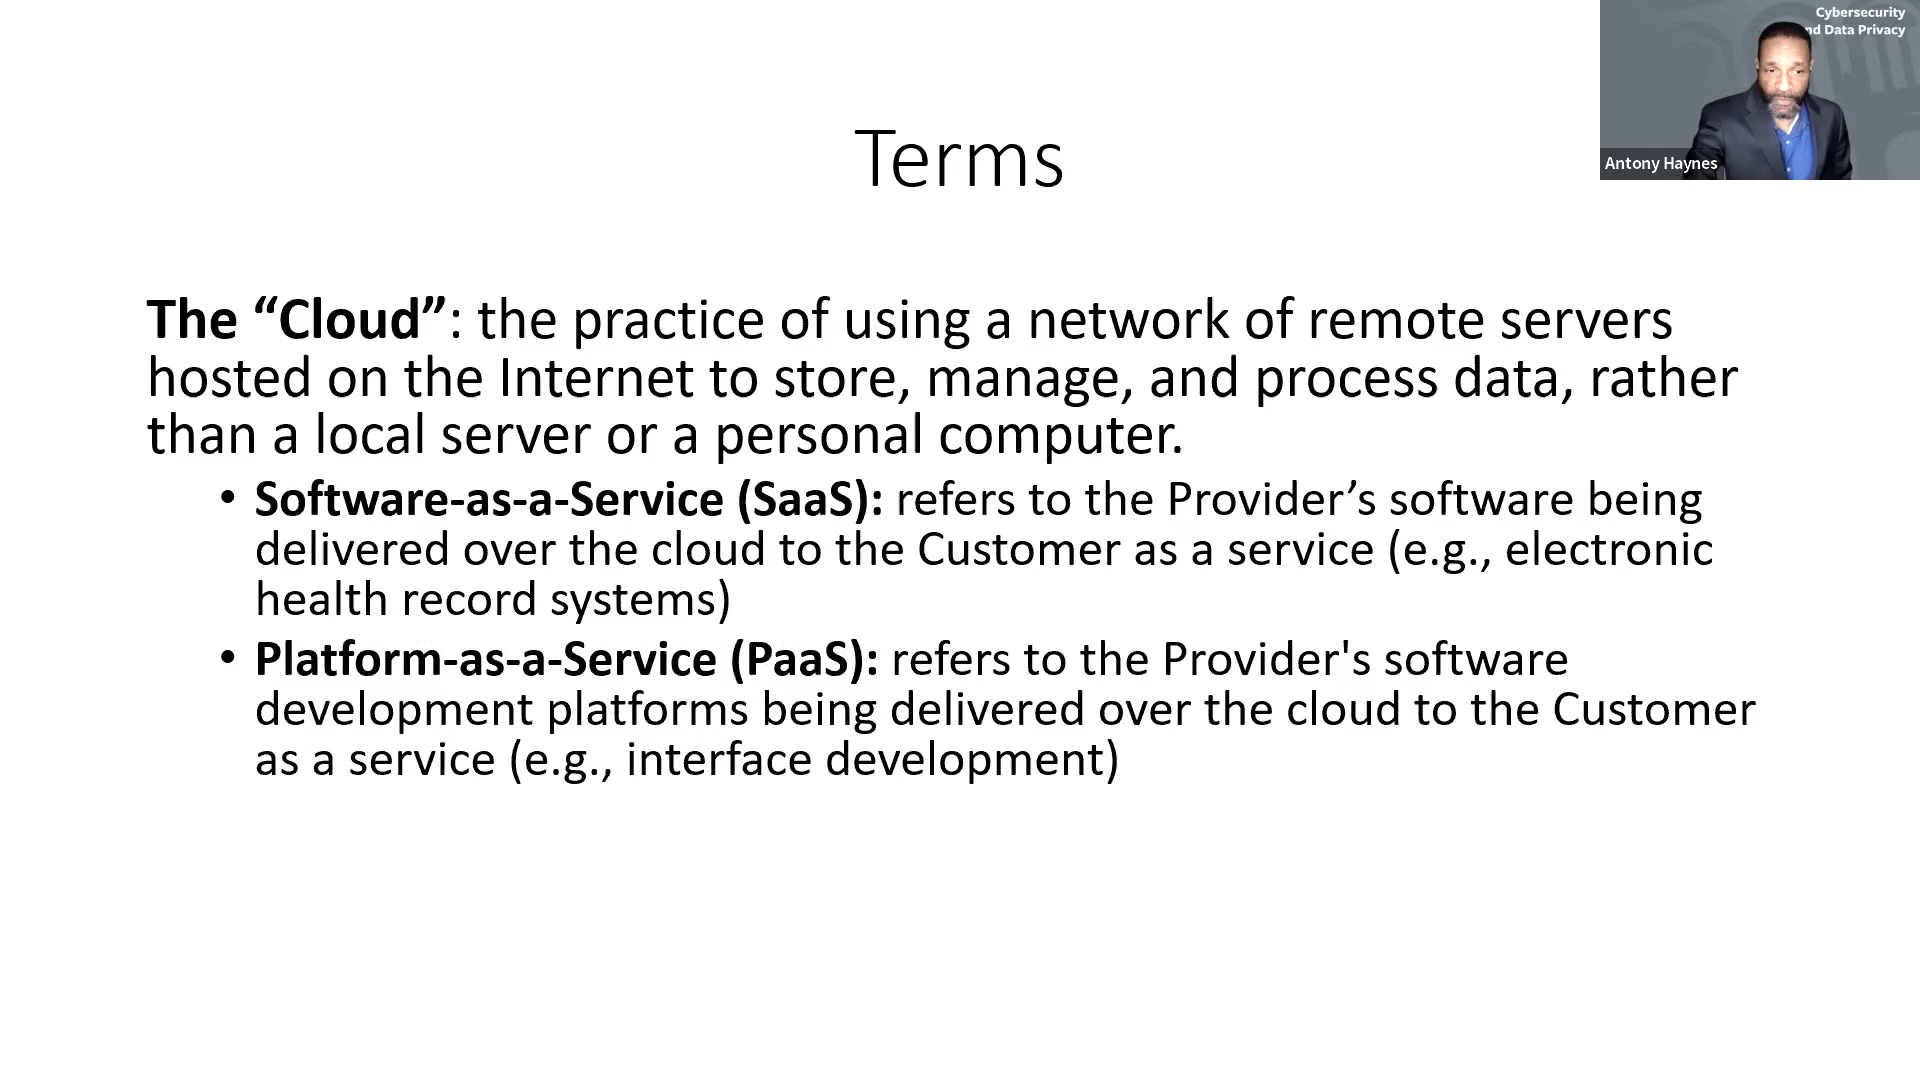 Cybersecurity
nd Data Privacy
Antony Haynes
Terms
The “Cloud”: the practice of using a network of remote servers
hosted on the Internet to store, manage, and process data, rather
than a local server or a personal computer.
• Software-as-a-Service (SaaS): refers to the Provider’s software being
delivered over the cloud to the Customer as a service (e.g., electronic
health record systems)
• Platform-as-a-Service (PaaS): refers to the Provider's software
development platforms being delivered over the cloud to the Customer
as a service (e.g., interface development)